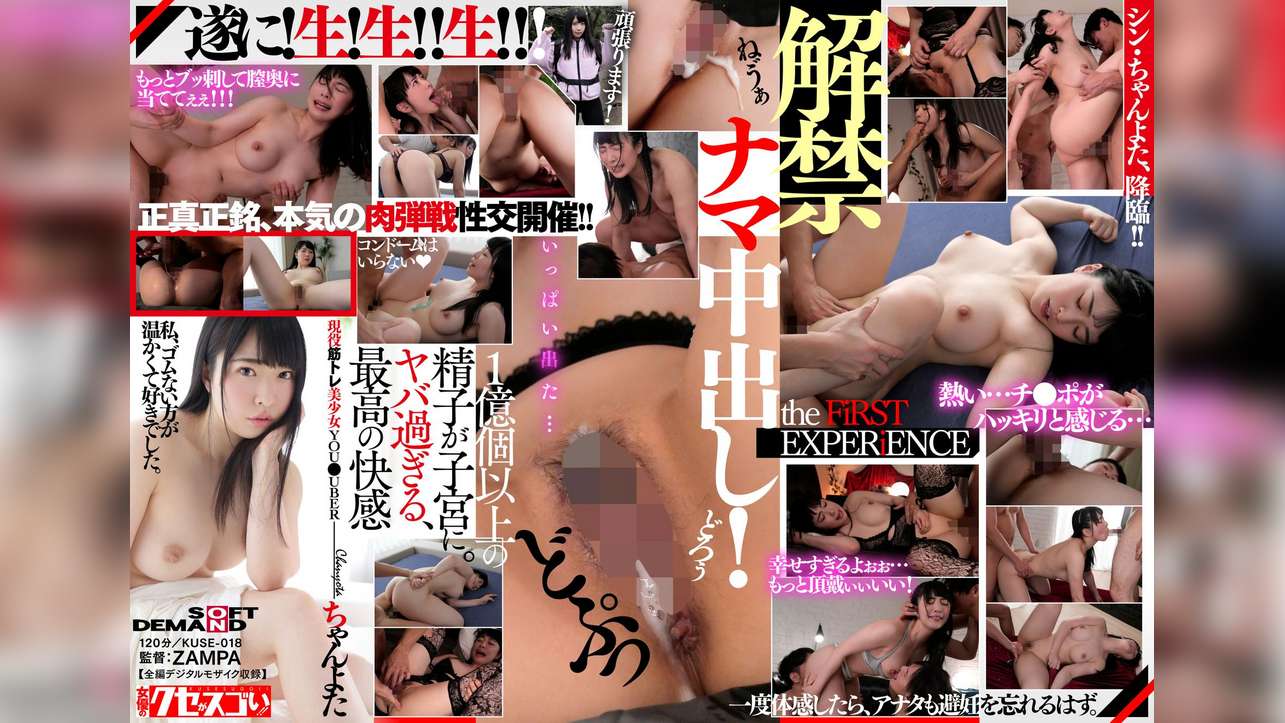 遂に!生!生!!生!!!
頑張ります!
もっとブッ刺して膣奥に
当ててぇぇ!!!
正真正銘、本気の肉弾戦性交開催!!
コンドームは
いらない♥
私、ゴムない方が
温かくて好きでした。
現役筋トレ美少女YOU●UBER
Chanyota
ちゃんよた
SOFT
ON
DEMAND
120分/KUSE-018
監督:ZAMPA
【全編デジタルモザイク収録】
KUSESUGOI!
女優のクセがスゴい!!
いっぱい出た…
1億個以上の
精子が子宮に。
ヤバ過ぎる、
最高の快感
どぴゅっ
ねぅぁ
解禁
ナマ中出し!
どろぅ
the FiRST
EXPERiENCE
シン・ちゃんよた、降臨!!
熱い…チ●ポが
ハッキリと感じる…
幸せすぎるよぉぉ…
もっと頂戴ぃぃいい!
一度体感したら、アナタも避妊を忘れるはず。